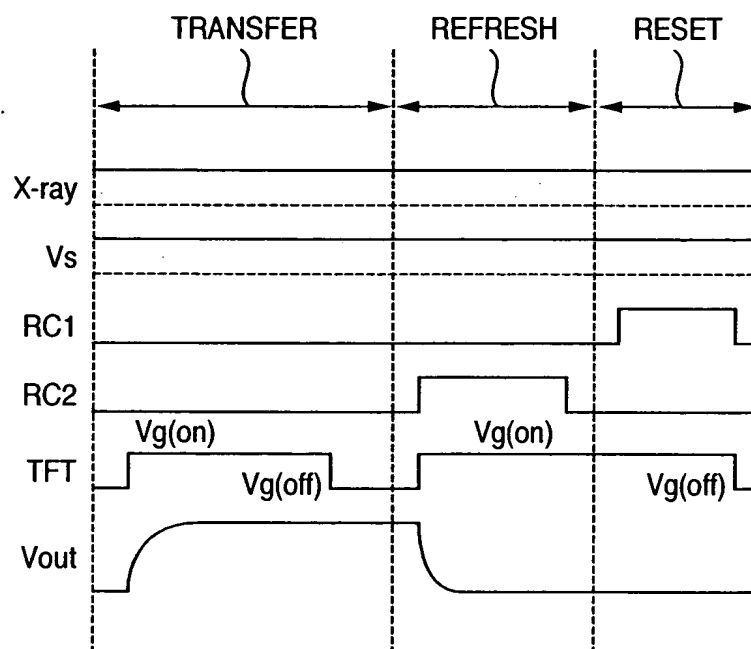 TRANSFER REFRESH RESET
X-ray
Vs
RC1
RC2
Vg(on) Vg(on)
TFT Vg(off) Vg(off)
Vout